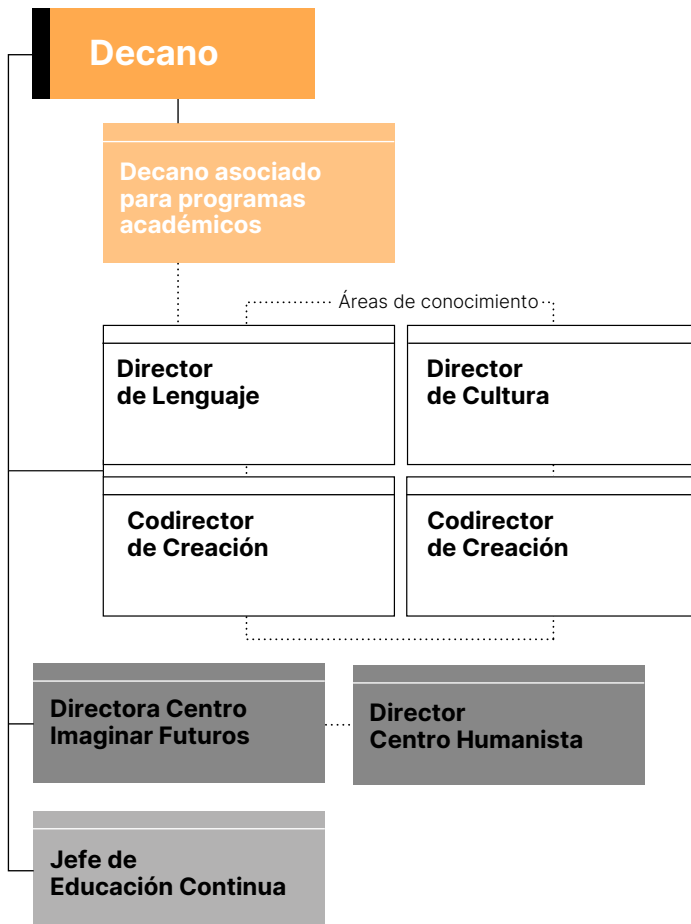 Decano
Decano asociado
para programas
académicos
Áreas de conocimiento
Director
de Lenguaje
Director
de Cultura
Codirector
de Creación
Codirector
de Creación
Directora Centro
Imaginar Futuros
Director
Centro Humanista
Jefe de
Educación Continua